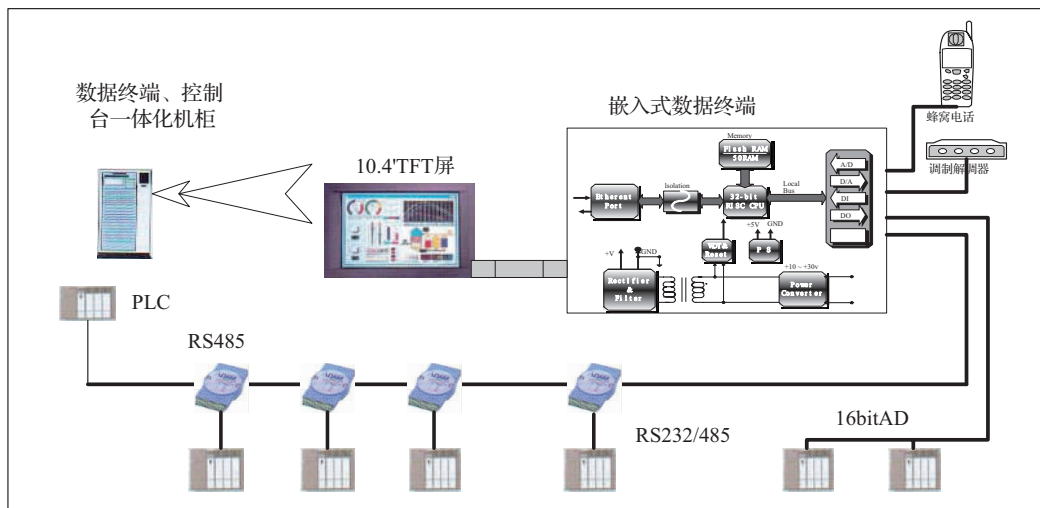 数据终端、控制
台一体化机柜
10.4'TFT屏
嵌入式数据终端
蜂窝电话
调制解调器
Memory
Flash RAM
SDRAM
Etherent
Port
Isolation
32-bit
RISC CPU
Local
Bus
A/D
D/A
DI
DO
+5V
GND
WDT&
Reset
P S
+V
GND
Rectifier
&
Filter
+10 ~ +30v
Power
Converter
PLC
RS485
RS232/485
16bitAD